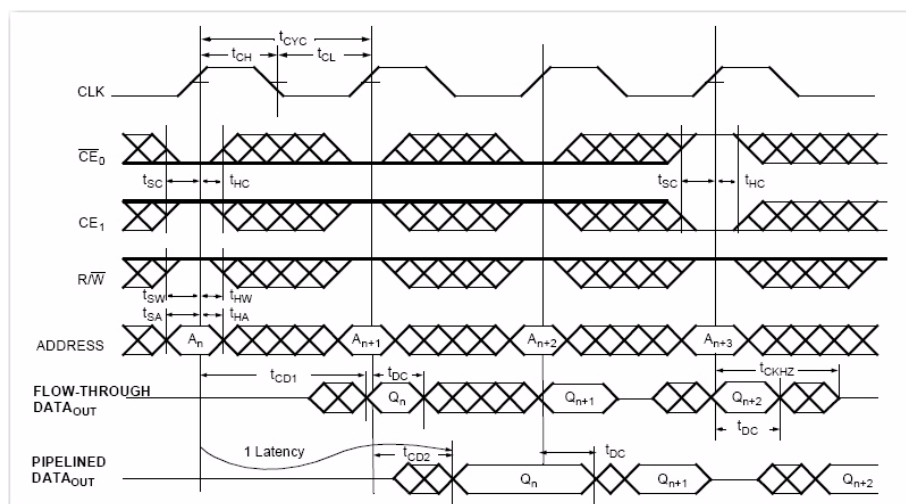 tCYC
tCH tCL
CLK
CE0
tSC tHC tSC tHC
CE1
R/W
tSW tHW
tSA tHA
ADDRESS An An+1 An+2 An+3
tCD1 tDC tCKHZ
FLOW-THROUGH
DATAOUT Qn Qn+1 Qn+2
tDC
1 Latency tCD2 tDC
PIPELINED
DATAOUT Qn Qn+1 Qn+2